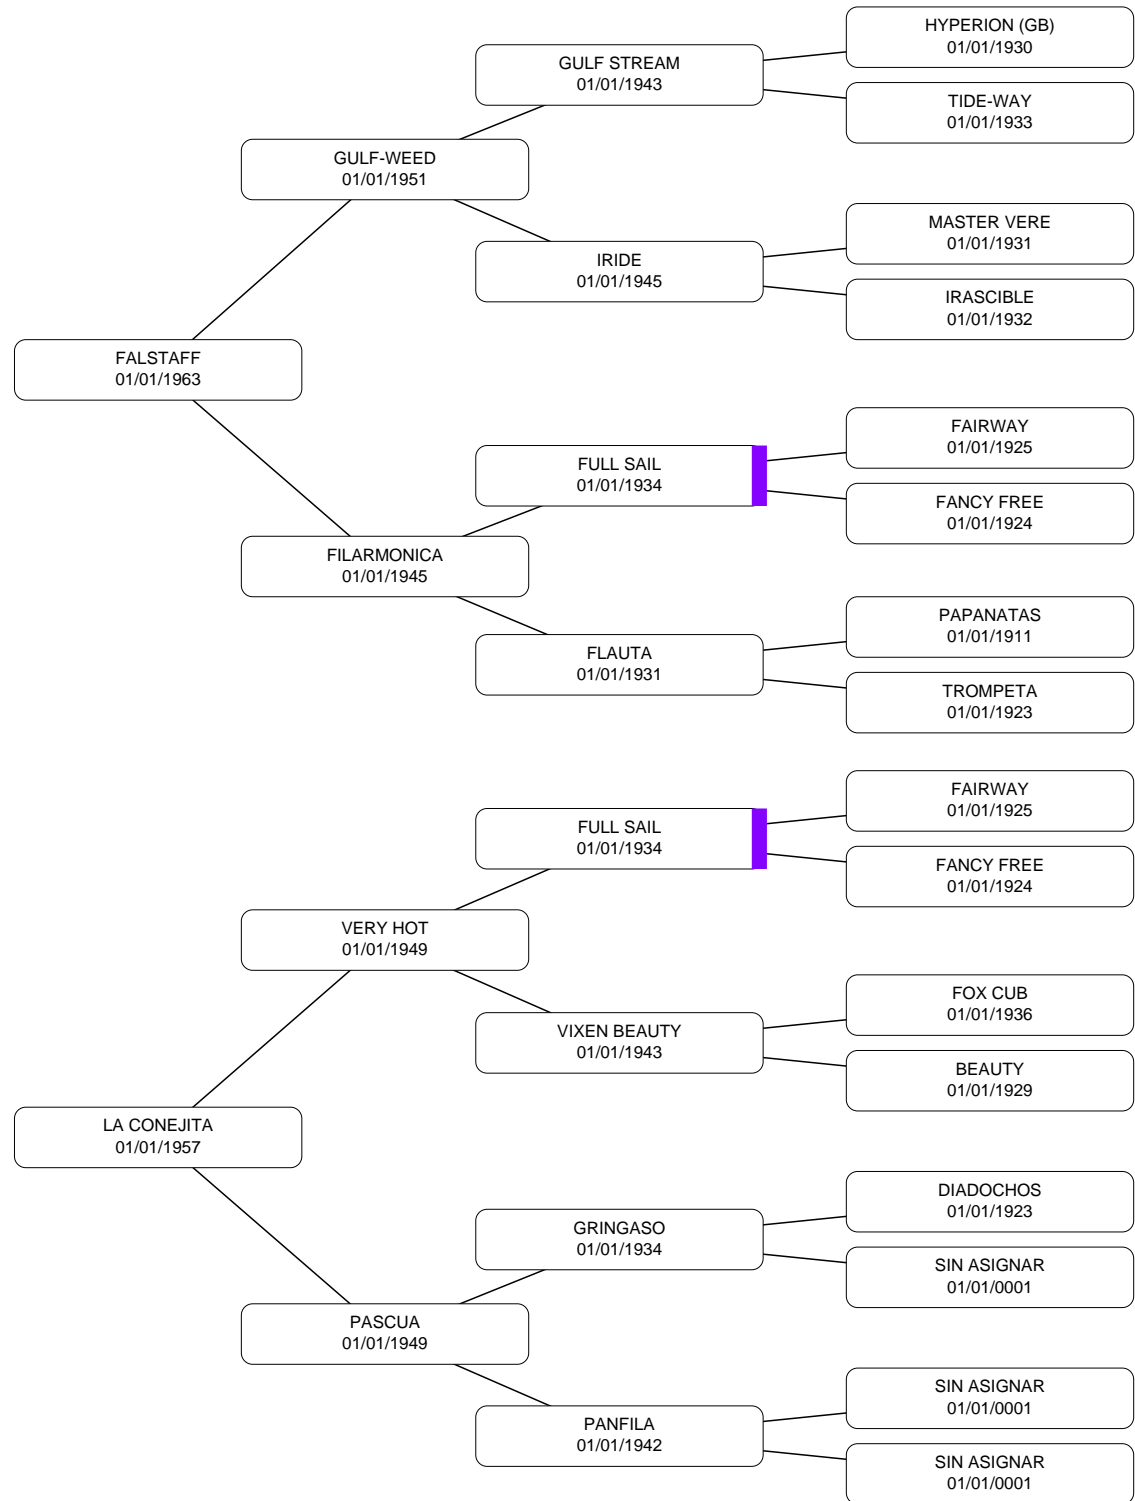 HYPERION (GB)
01/01/1930
GULF STREAM
01/01/1943
TIDE-WAY
01/01/1933
GULF-WEED
01/01/1951
MASTER VERE
01/01/1931
IRIDE
01/01/1945
IRASCIBLE
01/01/1932
FALSTAFF
01/01/1963
FAIRWAY
01/01/1925
FULL SAIL
01/01/1934
FANCY FREE
01/01/1924
FILARMONICA
01/01/1945
PAPANATAS
01/01/1911
FLAUTA
01/01/1931
TROMPETA
01/01/1923
FAIRWAY
01/01/1925
FULL SAIL
01/01/1934
FANCY FREE
01/01/1924
VERY HOT
01/01/1949
FOX CUB
01/01/1936
VIXEN BEAUTY
01/01/1943
BEAUTY
01/01/1929
LA CONEJITA
01/01/1957
DIADOCHOS
01/01/1923
GRINGASO
01/01/1934
SIN ASIGNAR
01/01/0001
PASCUA
01/01/1949
SIN ASIGNAR
01/01/0001
PANFILA
01/01/1942
SIN ASIGNAR
01/01/0001